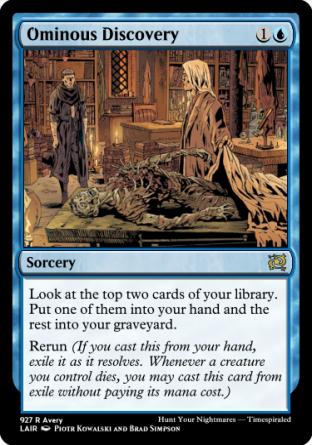 Ominous Discovery 1
Sorcery
Look at the top two cards of your library.
Put one of them into your hand and the
rest into your graveyard.
Rerun (If you cast this from your hand,
exile it as it resolves. Whenever a creature
you control dies, you may cast this card from
exile without paying its mana cost.)
927 R Avery Hunt Your Nightmares — Timespiraled
LAIR Piotr Kowalski and Brad Simpson